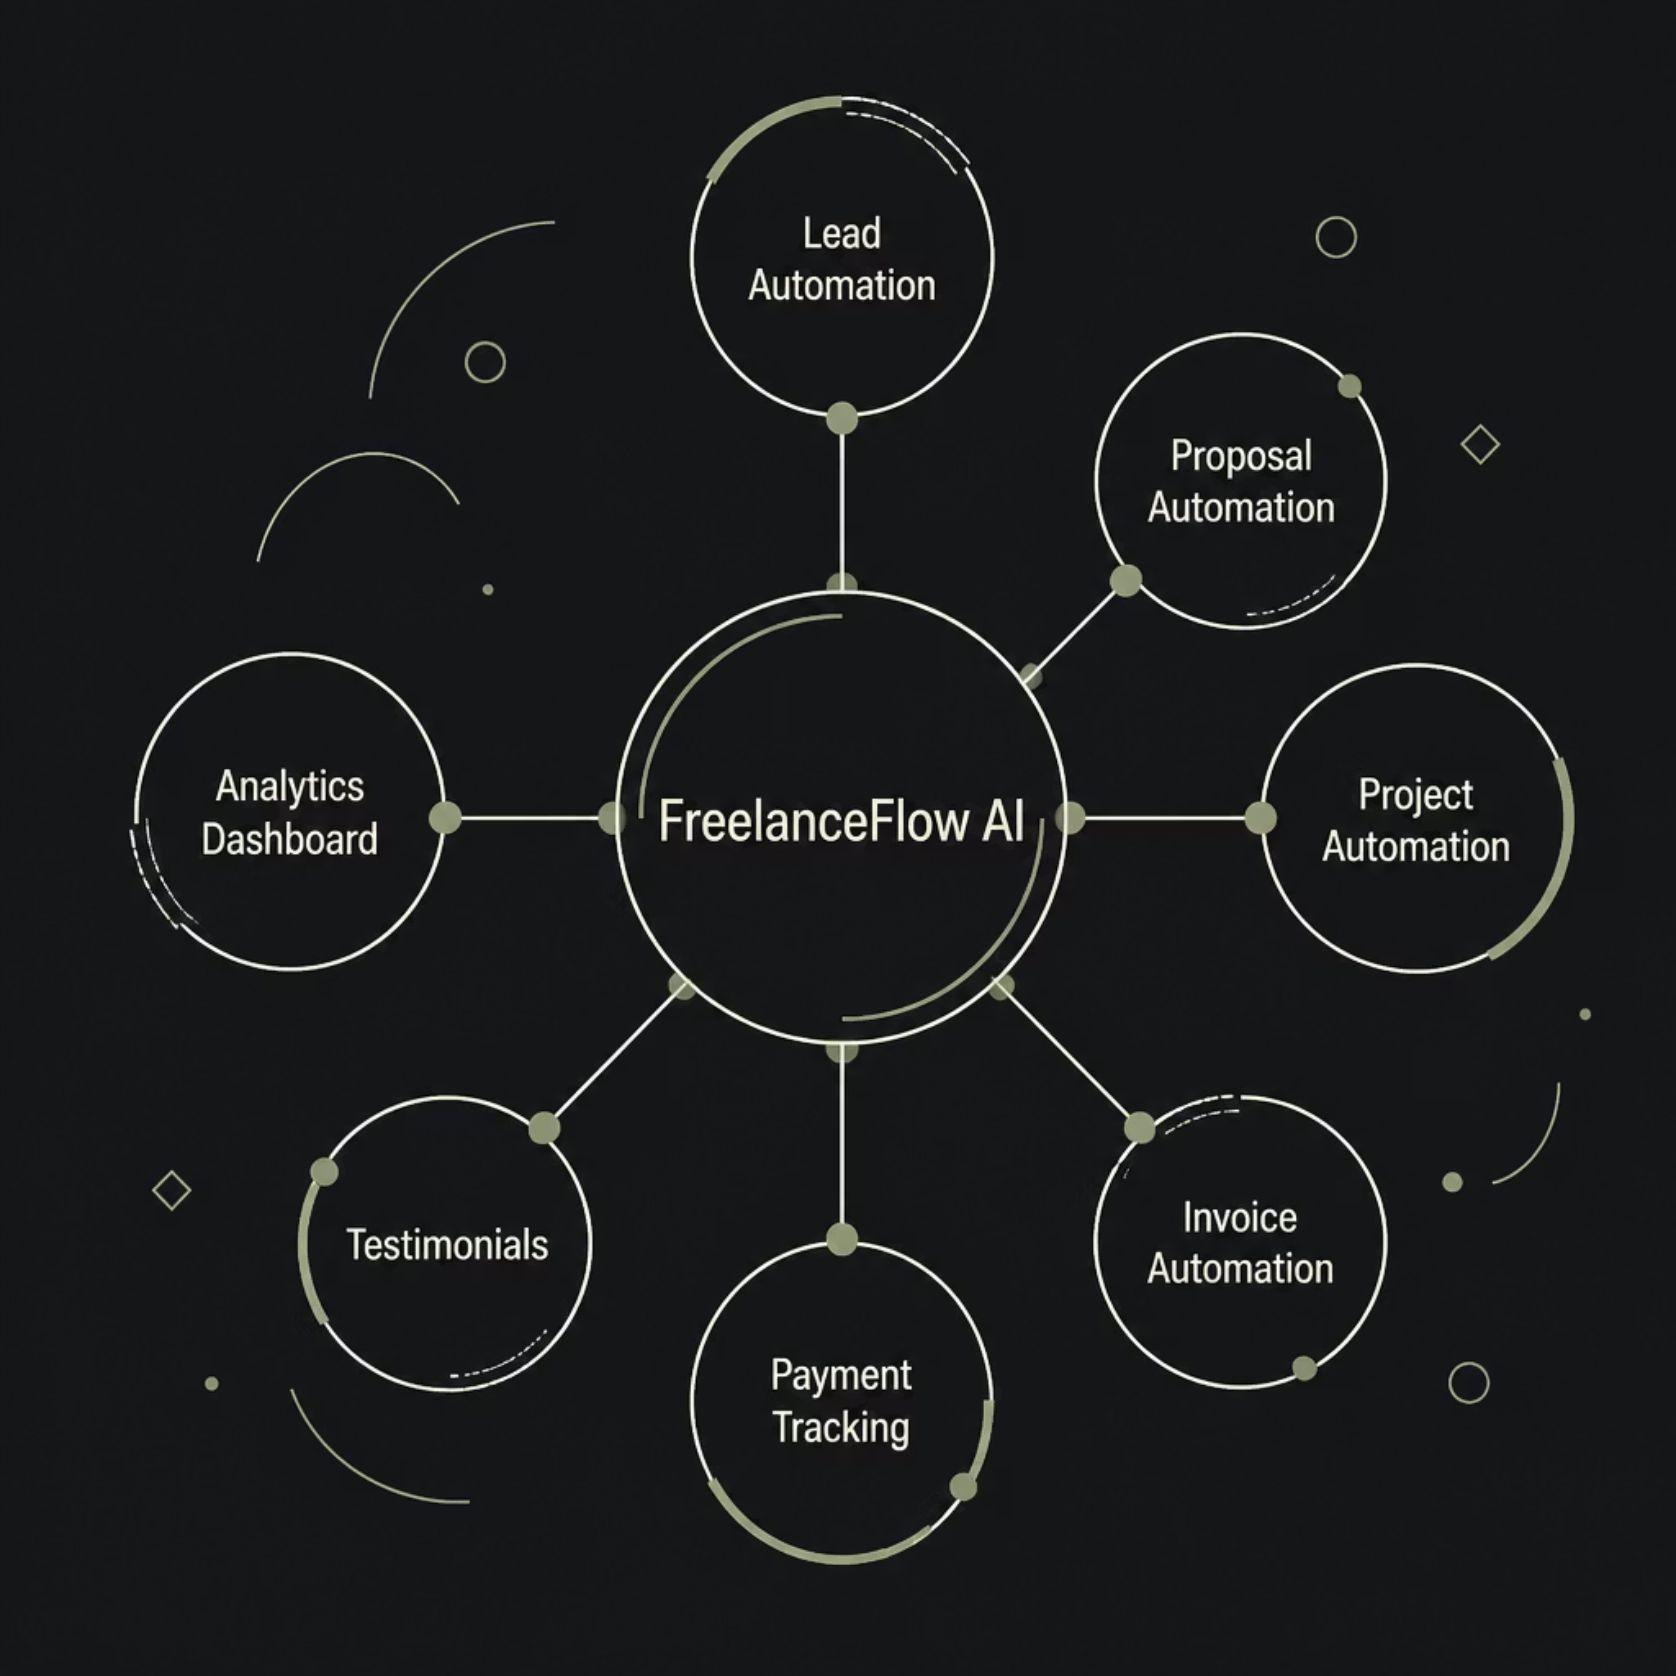 Lead
Automation
Proposal
Automation
Analytics
Dashboard
FreelanceFlow AI
Project
Automation
Testimonials
Invoice
Automation
Payment
Tracking